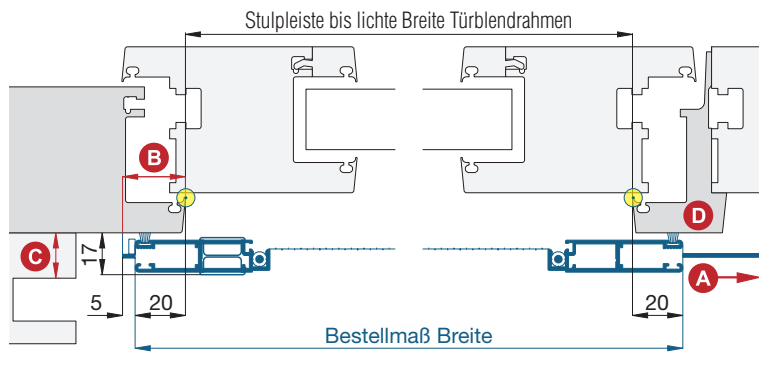 Stulpleiste bis lichte Breite Türblendrahmen
B
D
C
17
A
5
20
20
Bestellmaß Breite